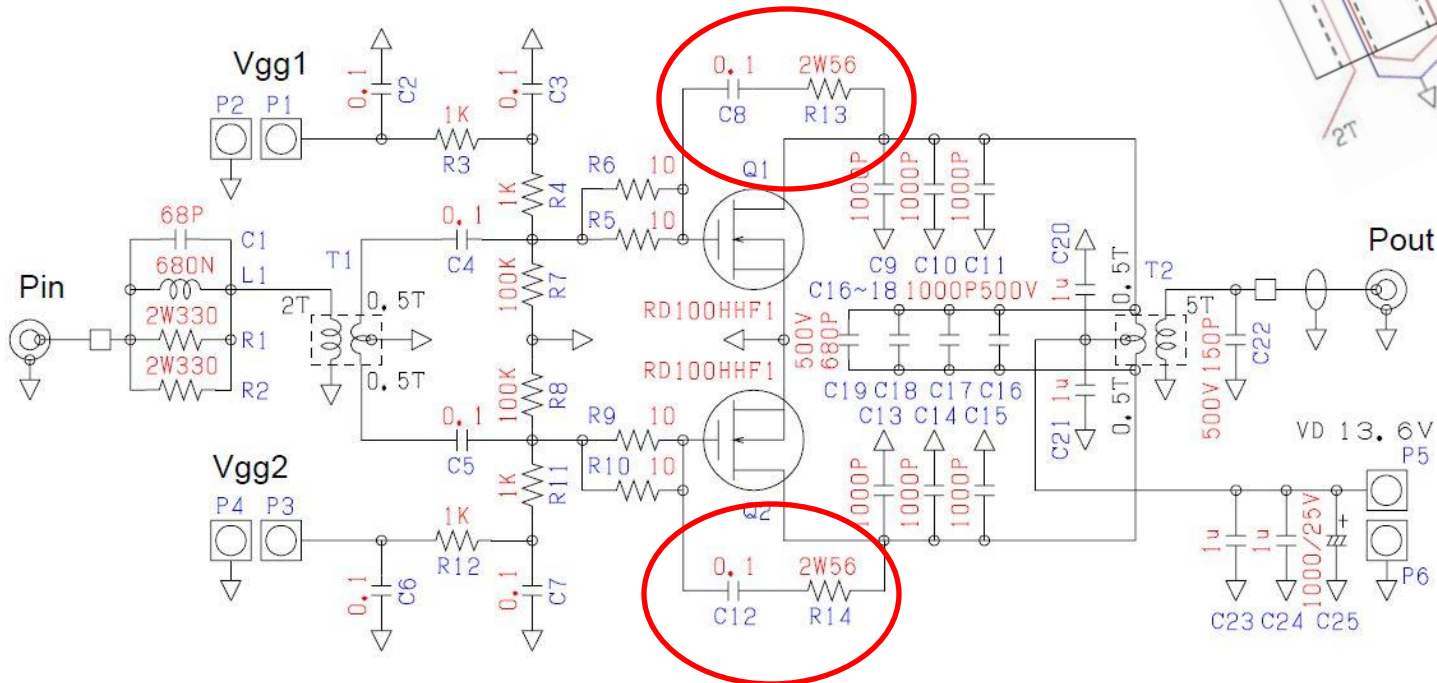 Vgg1
P2 P1
0.1 C2
0.1 C3
1K
R3
1K R4
68P
C1
680N
L1
Pin
2W330
R1
2W330
R2
T1
2T
0.5T
0.5T
0.1
C4
R6 10
R5 10
100K R7
100K R8
0.1
C5
R9 10
R10 10
1K R11
Vgg2
P4 P3
1K
R12
0.1 C6
0.1 C7
0.1 2W56
C8 R13
Q1
RD100HHF1
RD100HHF1
Q2
0.1 2W56
C12 R14
1000P 1000P 1000P
C9 C10 C11
C16~18 1000P500V
500V 680P
C19 C18 C17 C16
C13 C14 C15
1000P 1000P 1000P
1u C20
1u C21
0.5T
T2
5T
0.5T
500V 150P C22
Pout
VD 13.6V
P5
P6
1u 1u 1000/25V +
C23 C24 C25
2T